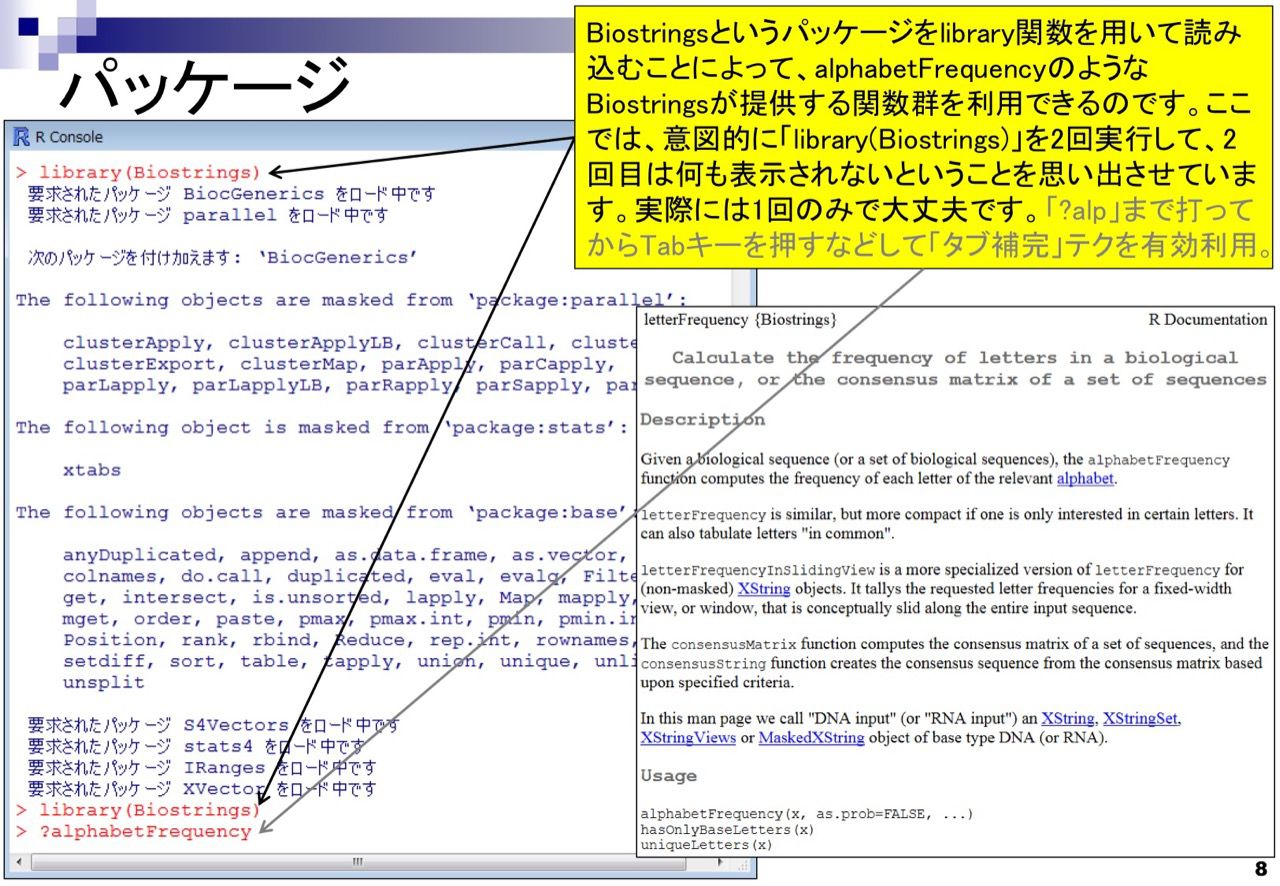 パッケージ
Biostringsというパッケージをlibrary関数を用いて読み
込むことによって、alphabetFrequencyのような
Biostringsが提供する関数群を利用できるのです。ここ
では、意図的に「library(Biostrings)」を2回実行して、2
回目は何も表示されないということを思い出させていま
す。実際には1回のみで大丈夫です。「?alp」まで打って
からTabキーを押すなどして「タブ補完」テクを有効利用。
R Console
> library(Biostrings)
要求されたパッケージ BiocGenerics をロード中です
要求されたパッケージ parallel をロード中です
次のパッケージを付け加えます: ‘BiocGenerics’
The following objects are masked from ‘package:parallel’:
clusterApply, clusterApplyLB, clusterCall, cluste
clusterExport, clusterMap, parApply, parCapply,
parLapply, parLapplyLB, parRapply, parSapply, par
The following object is masked from ‘package:stats’:
xtabs
The following objects are masked from ‘package:base’:
anyDuplicated, append, as.data.frame, as.vector,
colnames, do.call, duplicated, eval, evalq, Filte
get, intersect, is.unsorted, lapply, Map, mapply,
mget, order, paste, pmax, pmax.int, pmin, pmin.in
Position, rank, rbind, Reduce, rep.int, rownames,
setdiff, sort, table, tapply, union, unique, unli
unsplit
要求されたパッケージ S4Vectors をロード中です
要求されたパッケージ stats4 をロード中です
要求されたパッケージ IRanges をロード中です
要求されたパッケージ XVector をロード中です
> library(Biostrings)
> ?alphabetFrequency
letterFrequency {Biostrings} R Documentation
Calculate the frequency of letters in a biological
sequence, or the consensus matrix of a set of sequences
Description
Given a biological sequence (or a set of biological sequences), the alphabetFrequency
function computes the frequency of each letter of the relevant alphabet.
letterFrequency is similar, but more compact if one is only interested in certain letters. It
can also tabulate letters "in common".
letterFrequencyInSlidingView is a more specialized version of letterFrequency for
(non-masked) XString objects. It tallys the requested letter frequencies for a fixed-width
view, or window, that is conceptually slid along the entire input sequence.
The consensusMatrix function computes the consensus matrix of a set of sequences, and the
consensusString function creates the consensus sequence from the consensus matrix based
upon specified criteria.
In this man page we call "DNA input" (or "RNA input") an XString, XStringSet,
XStringViews or MaskedXString object of base type DNA (or RNA).
Usage
alphabetFrequency(x, as.prob=FALSE, ...)
hasOnlyBaseLetters(x)
uniqueLetters(x)
8